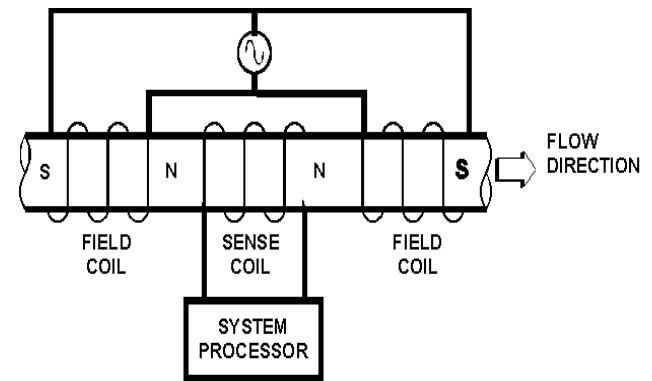 FLOW
DIRECTION
S
N
N
S
FIELD
COIL
SENSE
COIL
FIELD
COIL
SYSTEM
PROCESSOR